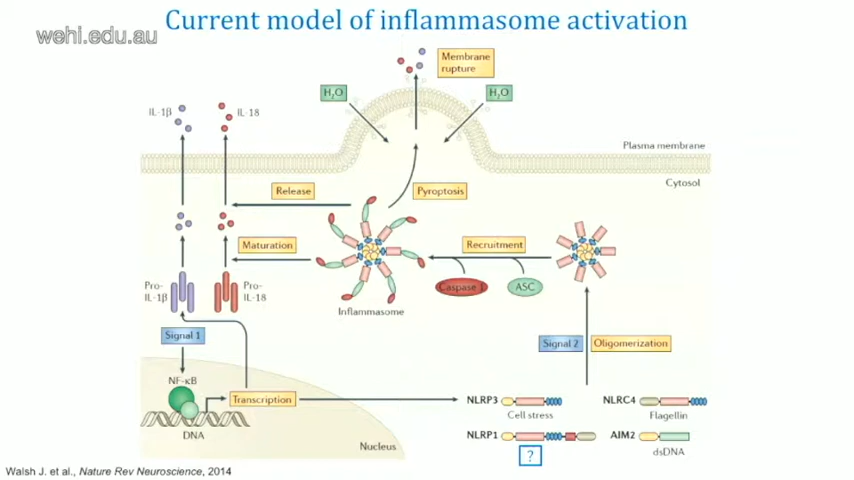 Current model of inflammasome activation
wehi.edu.au
Membrane
rupture
H₂O
H₂O
IL-1β
IL-18
Plasma membrane
Cytosol
Release
Pyroptosis
Maturation
Recruitment
Pro-
IL-1β
Pro-
IL-18
Caspase 1
ASC
Inflammasome
Signal 1
Signal 2
Oligomerization
NF-κB
Transcription
DNA
Nucleus
NLRP3
Cell stress
NLRC4
Flagellin
NLRP1
?
AIM2
dsDNA
Walsh J. et al., Nature Rev Neuroscience, 2014